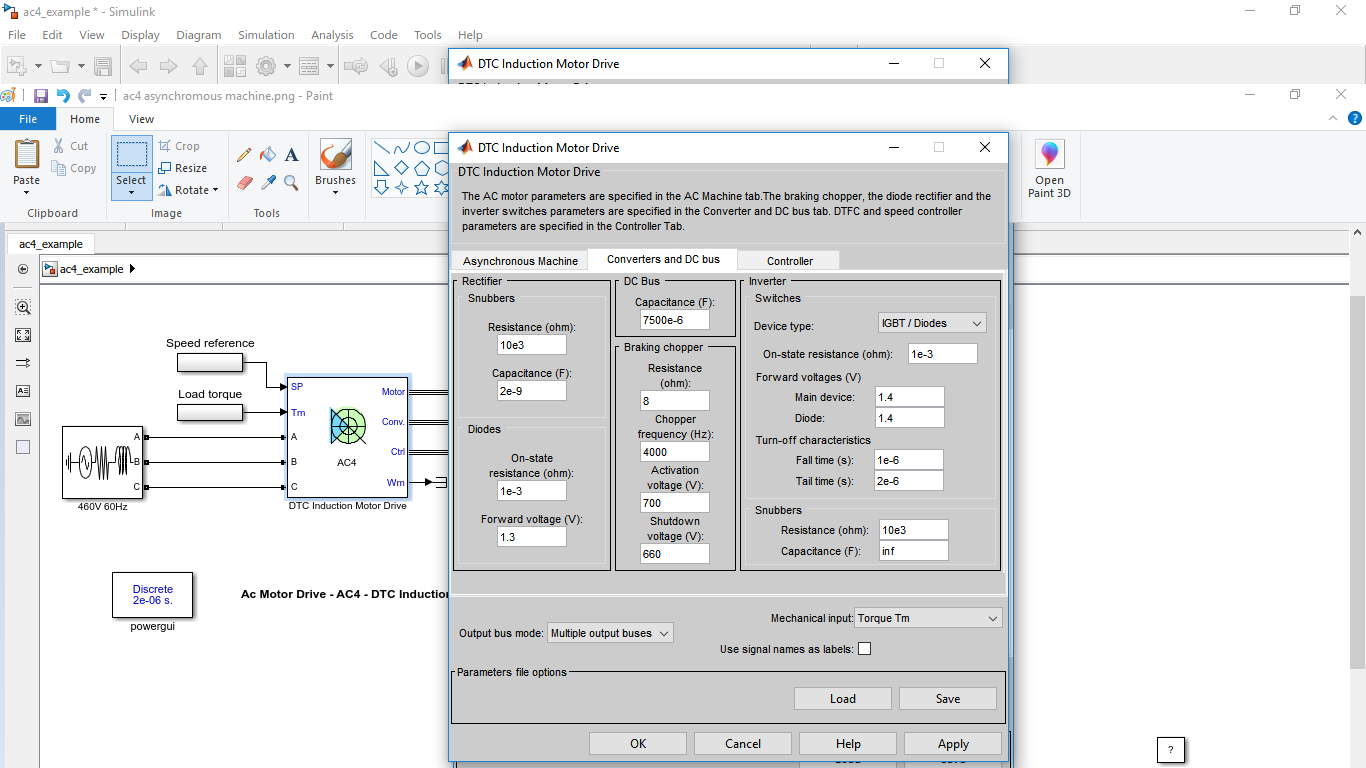 ac4_example * - Simulink
File Edit View Display Diagram Simulation Analysis Code Tools Help
DTC Induction Motor Drive
ac4 asynchromous machine.png - Paint
File Home View
Paste
Cut
Copy
Clipboard
Select
Crop
Resize
Rotate
Image
Tools
Brushes
Open
Paint 3D
ac4_example
ac4_example
Speed reference
Load torque
SP
Tm
A
B
C
Motor
Conv.
Ctrl
Wm
AC4
DTC Induction Motor Drive
A
B
C
460V 60Hz
Discrete
2e-06 s.
powergui
Ac Motor Drive - AC4 - DTC Induction
?
DTC Induction Motor Drive
DTC Induction Motor Drive
The AC motor parameters are specified in the AC Machine tab.The braking chopper, the diode rectifier and the
inverter switches parameters are specified in the Converter and DC bus tab. DTFC and speed controller
parameters are specified in the Controller Tab.
Asynchronous Machine Converters and DC bus Controller
Rectifier
Snubbers
Resistance (ohm):
10e3
Capacitance (F):
2e-9
Diodes
On-state
resistance (ohm):
1e-3
Forward voltage (V):
1.3
DC Bus
Capacitance (F):
7500e-6
Braking chopper
Resistance
(ohm):
8
Chopper
frequency (Hz):
4000
Activation
voltage (V):
700
Shutdown
voltage (V):
660
Inverter
Switches
Device type: IGBT / Diodes
On-state resistance (ohm): 1e-3
Forward voltages (V)
Main device: 1.4
Diode: 1.4
Turn-off characteristics
Fall time (s): 1e-6
Tail time (s): 2e-6
Snubbers
Resistance (ohm): 10e3
Capacitance (F): inf
Output bus mode: Multiple output buses
Mechanical input: Torque Tm
Use signal names as labels:
Parameters file options
Load Save
OK Cancel Help Apply